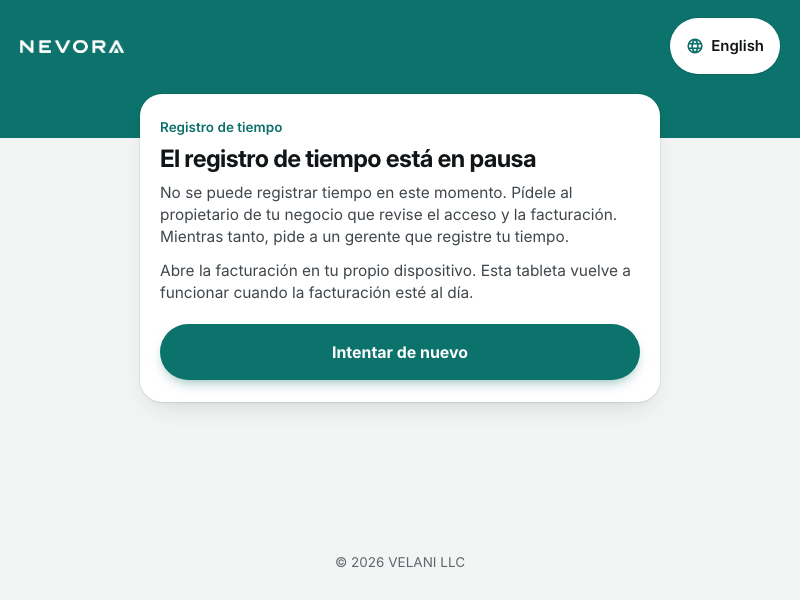 NEVORA
English
Registro de tiempo
El registro de tiempo está en pausa
No se puede registrar tiempo en este momento. Pídele al
propietario de tu negocio que revise el acceso y la facturación.
Mientras tanto, pide a un gerente que registre tu tiempo.
Abre la facturación en tu propio dispositivo. Esta tableta vuelve a
funcionar cuando la facturación esté al día.
Intentar de nuevo
© 2026 VELANI LLC